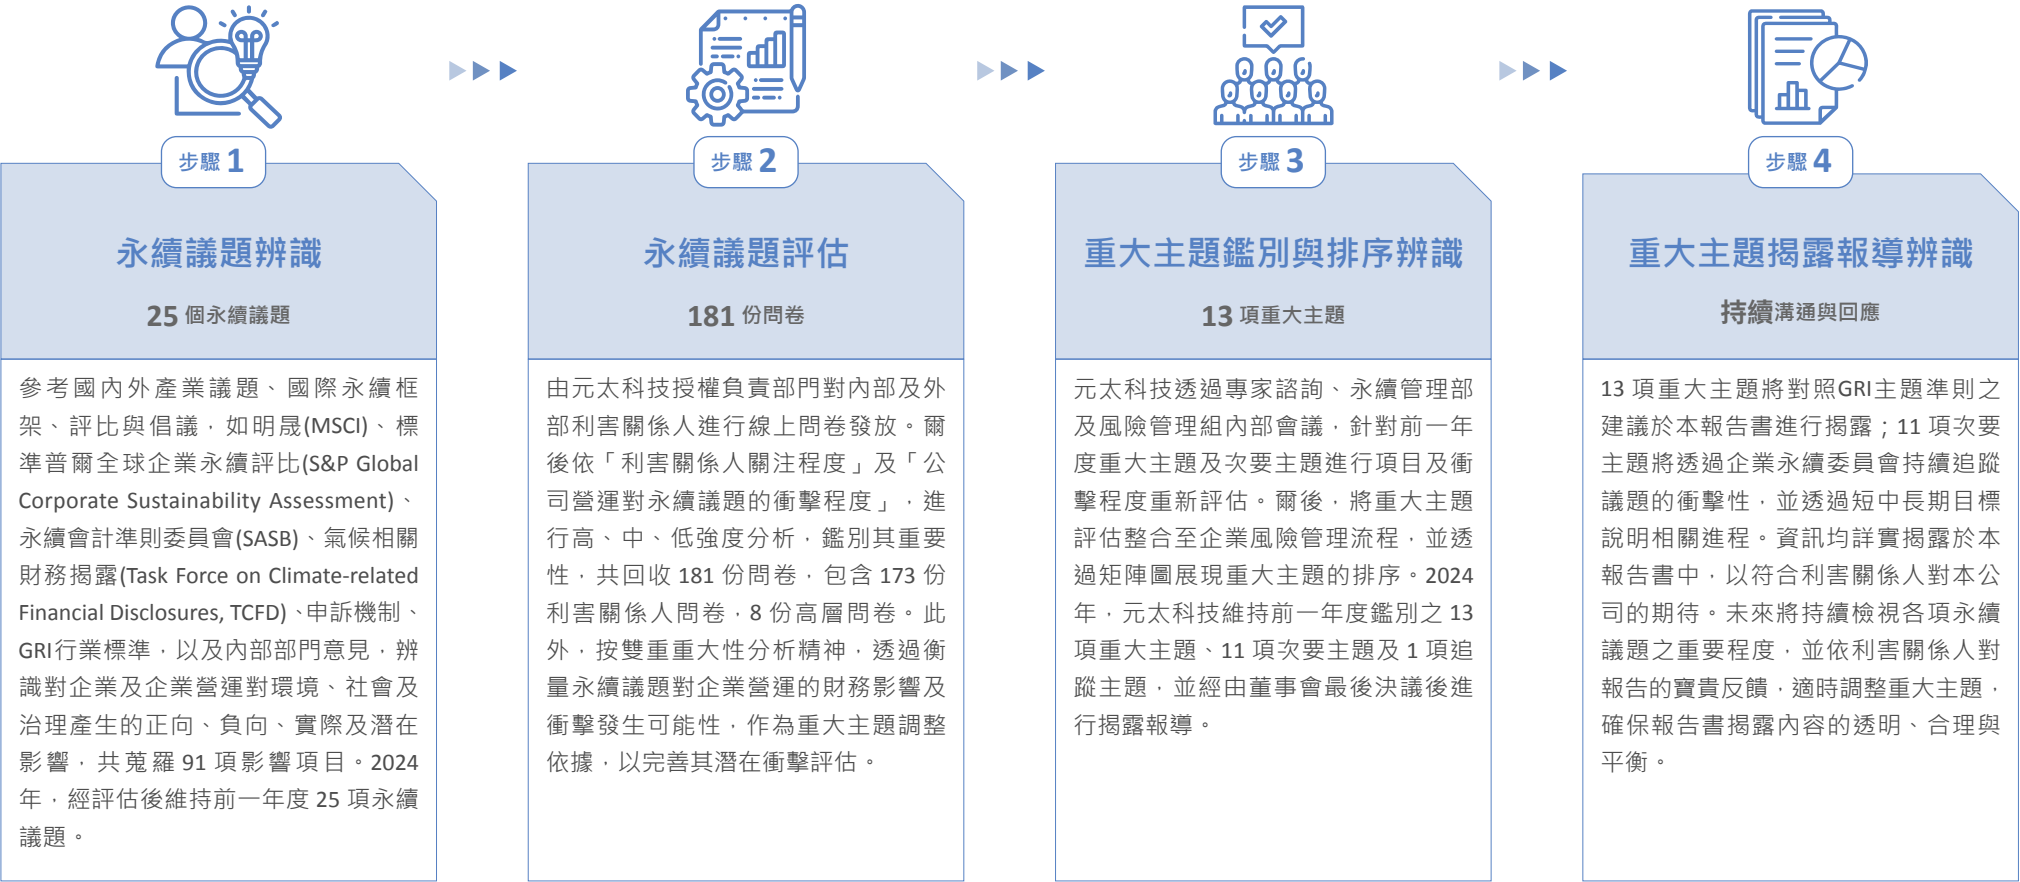 步驟 1
永續議題辨識
25 個永續議題
參考國內外產業議題、國際永續框
架、評比與倡議，如明晟(MSCI)、標
準普爾全球企業永續評比(S&P Global
Corporate Sustainability Assessment)、
永續會計準則委員會(SASB)、氣候相關
財務揭露(Task Force on Climate-related
Financial Disclosures, TCFD)、申訴機制、
GRI行業標準，以及內部部門意見，辨
識對企業及企業營運對環境、社會及
治理產生的正向、負向、實際及潛在
影響，共蒐羅 91 項影響項目。2024
年，經評估後維持前一年度 25 項永續
議題。
步驟 2
永續議題評估
181 份問卷
由元太科技授權負責部門對內部及外
部利害關係人進行線上問卷發放。爾
後依「利害關係人關注程度」及「公
司營運對永續議題的衝擊程度」，進
行高、中、低強度分析，鑑別其重要
性，共回收 181 份問卷，包含 173 份
利害關係人問卷，8 份高層問卷。此
外，按雙重重大性分析精神，透過衡
量永續議題對企業營運的財務影響及
衝擊發生可能性，作為重大主題調整
依據，以完善其潛在衝擊評估。
步驟 3
重大主題鑑別與排序辨識
13 項重大主題
元太科技透過專家諮詢、永續管理部
及風險管理組內部會議，針對前一年
度重大主題及次要主題進行項目及衝
擊程度重新評估。爾後，將重大主題
評估整合至企業風險管理流程，並透
過矩陣圖展現重大主題的排序。2024
年，元太科技維持前一年度鑑別之 13
項重大主題、11 項次要主題及 1 項追
蹤主題，並經由董事會最後決議後進
行揭露報導。
步驟 4
重大主題揭露報導辨識
持續溝通與回應
13 項重大主題將對照GRI主題準則之
建議於本報告書進行揭露；11 項次要
主題將透過企業永續委員會持續追蹤
議題的衝擊性，並透過短中長期目標
說明相關進程。資訊均詳實揭露於本
報告書中，以符合利害關係人對本公
司的期待。未來將持續檢視各項永續
議題之重要程度，並依利害關係人對
報告的寶貴反饋，適時調整重大主題，
確保報告書揭露內容的透明、合理與
平衡。